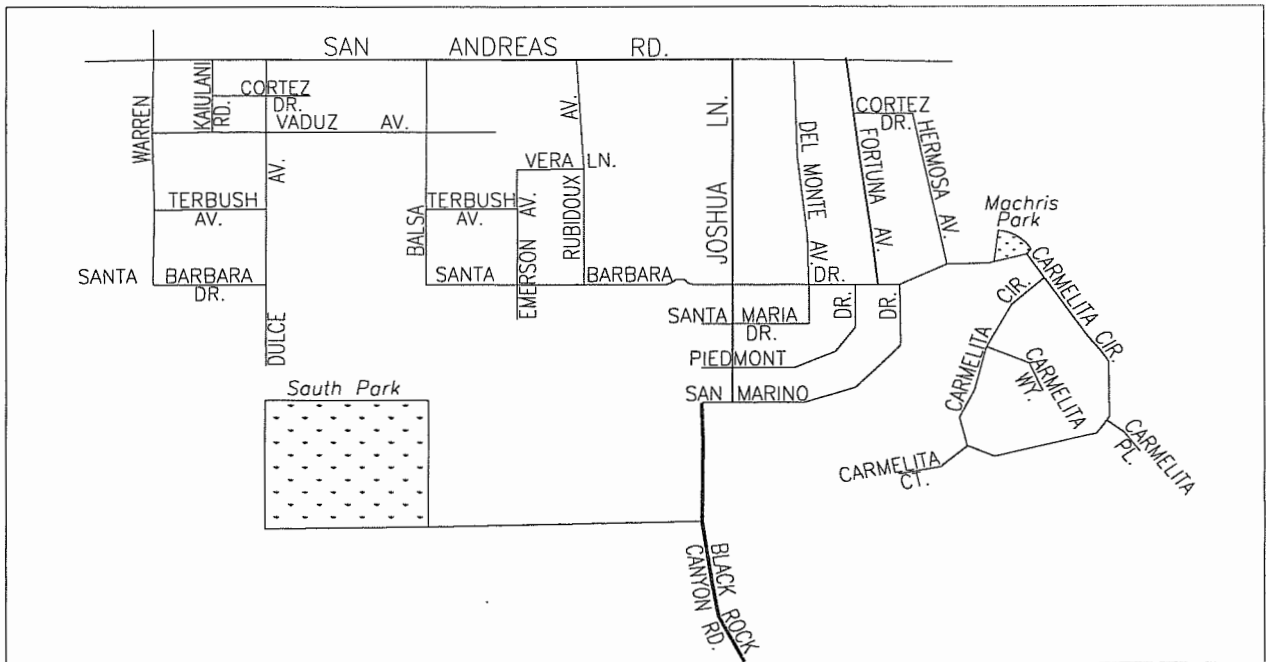 SAN ANDREAS RD.
WARREN
KAIULANI
RD.
CORTEZ
DR.
VADUZ AV.
AV.
TERBUSH
AV.
SANTA BARBARA
DR.
DULCE
BALSA
TERBUSH
AV.
VERA LN.
AV.
RUBIDOUX
EMERSON AV.
SANTA BARBARA DR.
JOSHUA LN.
DEL MONTE AV.
FORTUNA AV.
CORTEZ
DR.
HERMOSA AV.
Machris
Park
SANTA MARIA
DR.
PIEDMONT DR.
SAN MARINO DR.
CARMELITA CIR.
CARMELITA CIR.
CARMELITA
WY.
CARMELITA
PL.
CARMELITA
CT.
South Park
BLACK ROCK
CANYON RD.